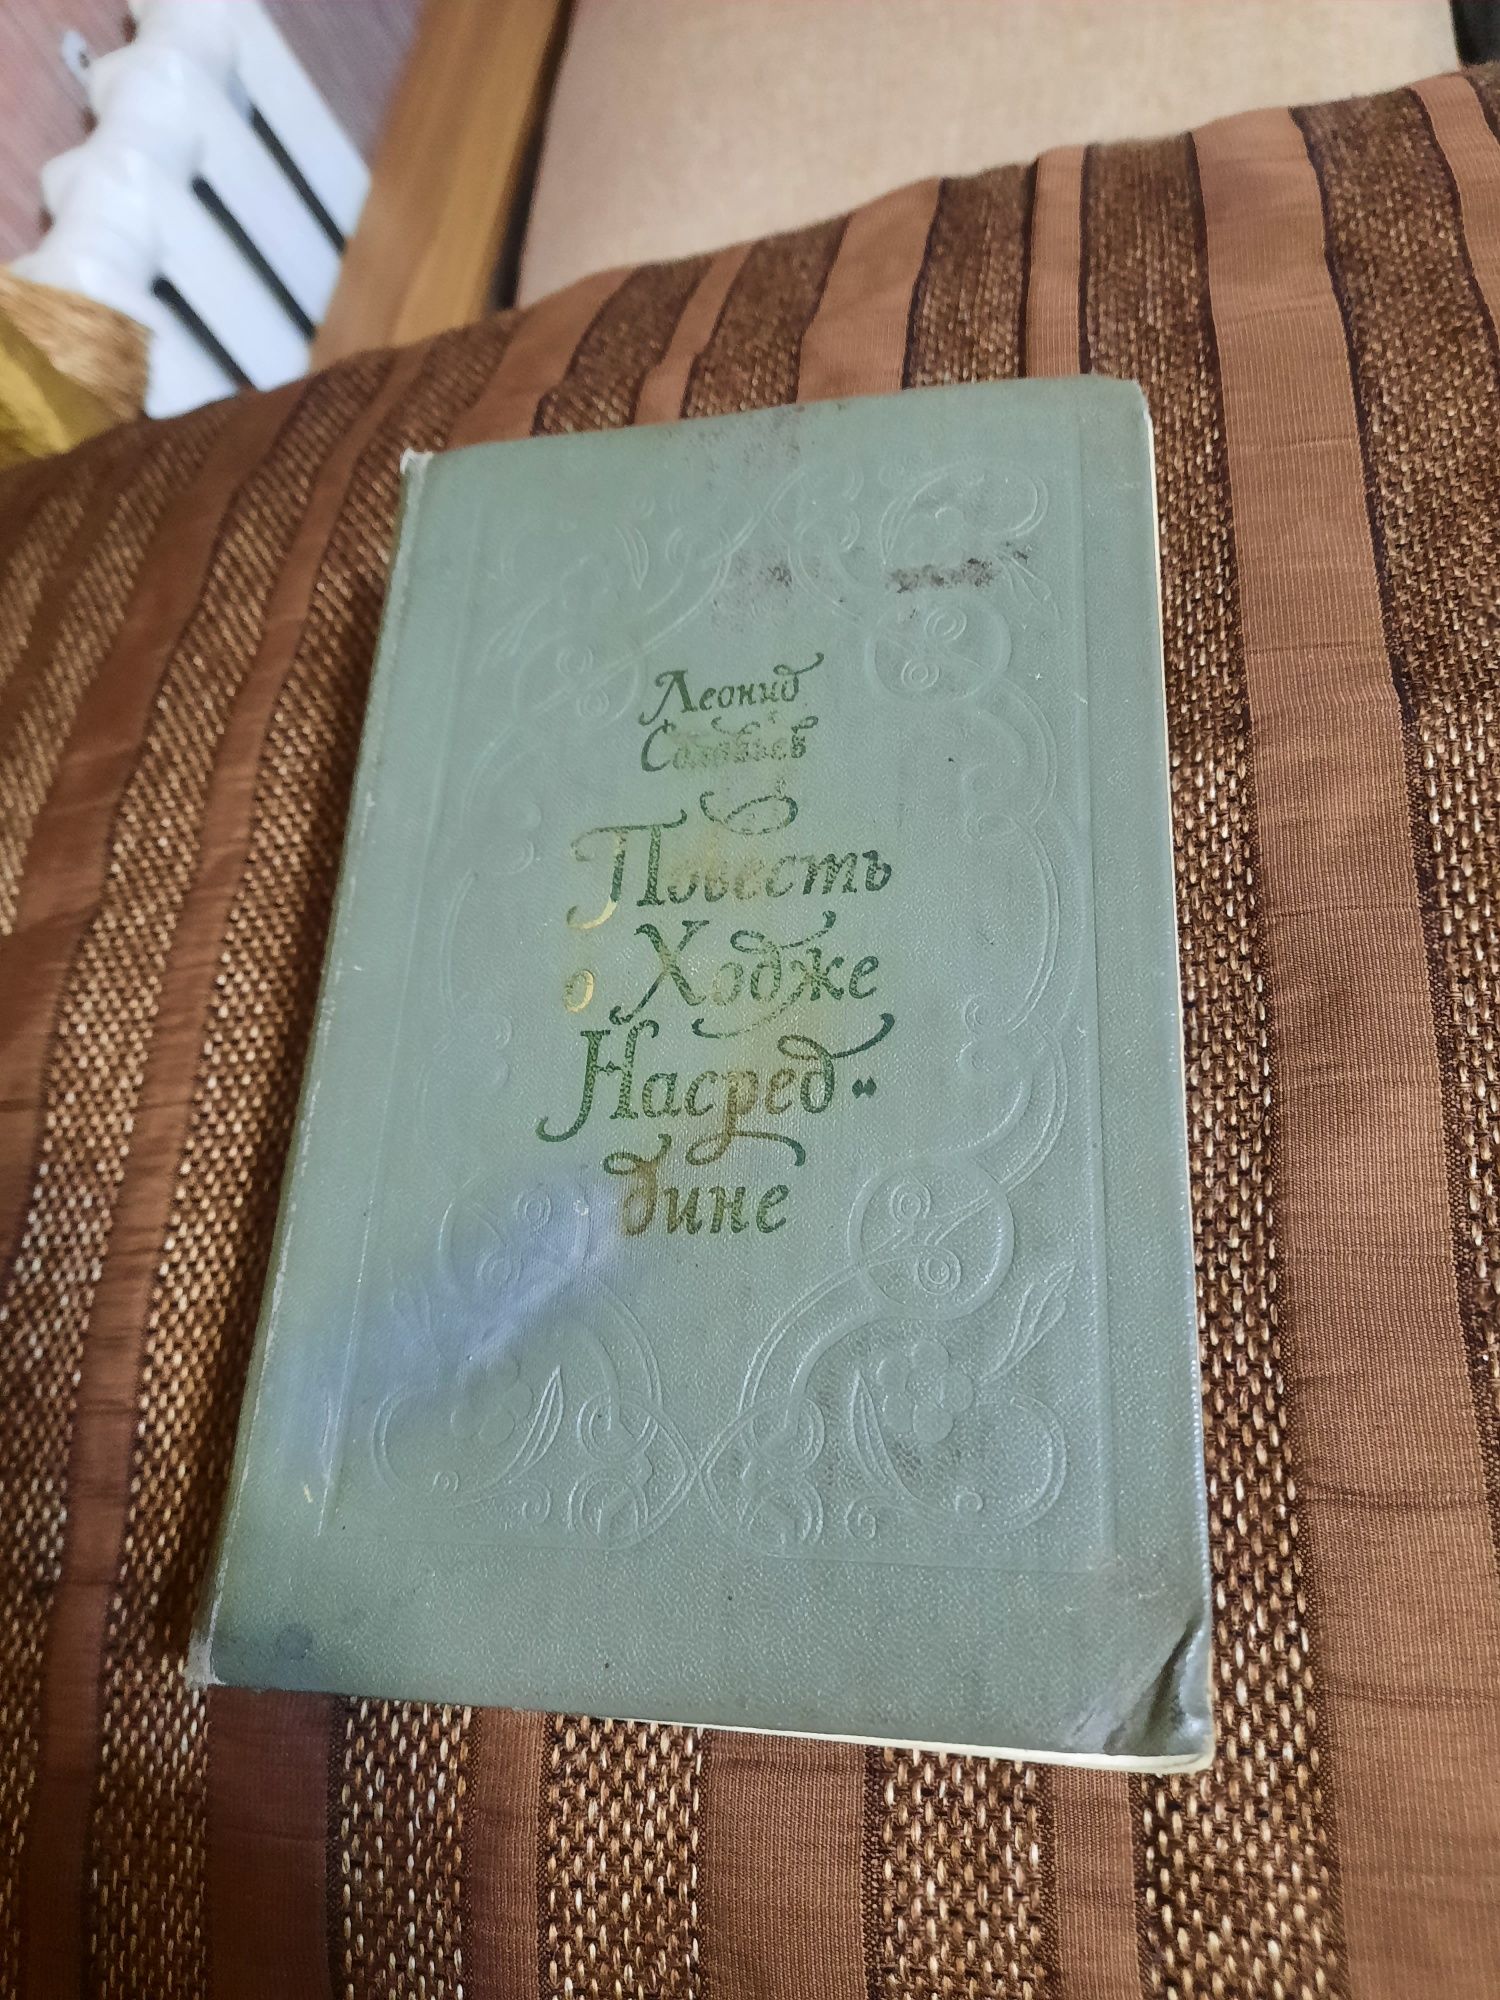 Леонид
Соловьев
Повесть
о Ходже
Насред-
дине